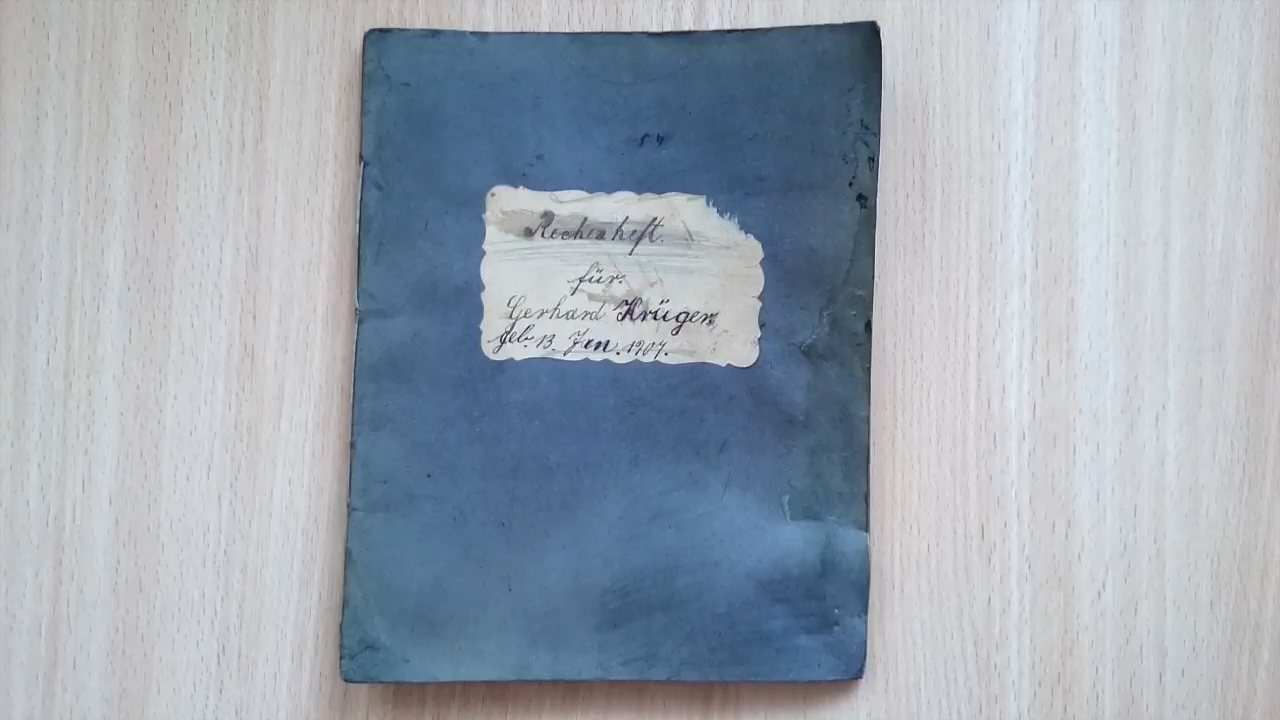 Rechenheft.
für.
Gerhard Krüger.
geb. 13. Jan. 1907.